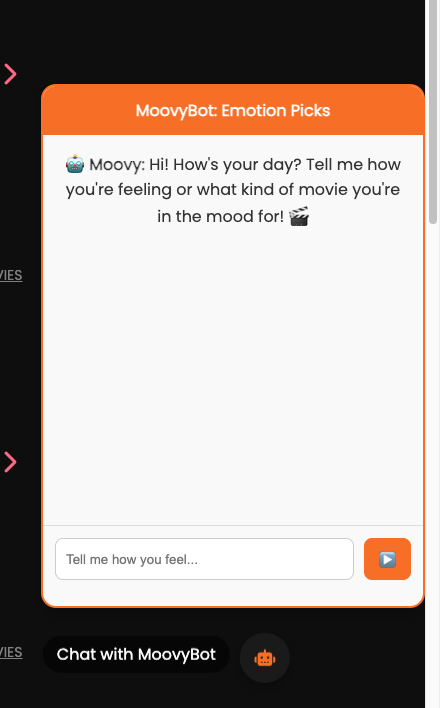 MoovyBot: Emotion Picks
🤖 Moovy: Hi! How's your day? Tell me how
you're feeling or what kind of movie you're
in the mood for! 🎬
VIES
Tell me how you feel...
VIES
Chat with MoovyBot